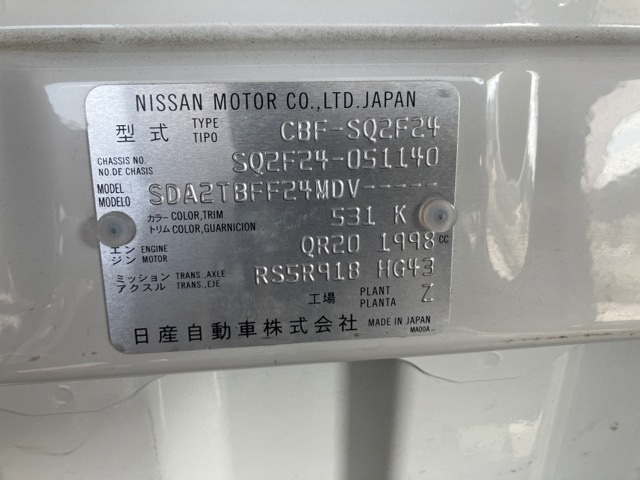 NISSAN MOTOR CO.,LTD.JAPAN
型式 TYPE TIPO CBF-SQ2F24
CHASSIS NO. NO.DE CHASIS SQ2F24-051140
MODEL MODELO SDA2TBFF24MDV-----
カラー COLOR,TRIM トリム COLOR,GUARNICION 531 K
エンジン ENGINE MOTOR QR20 1998 CC
ミッション TRANS.,AXLE アクスル TRANS.,EJE RS5R91B HG43
工場 PLANT PLANTA Z
日産自動車株式会社 MADE IN JAPAN
MA00A